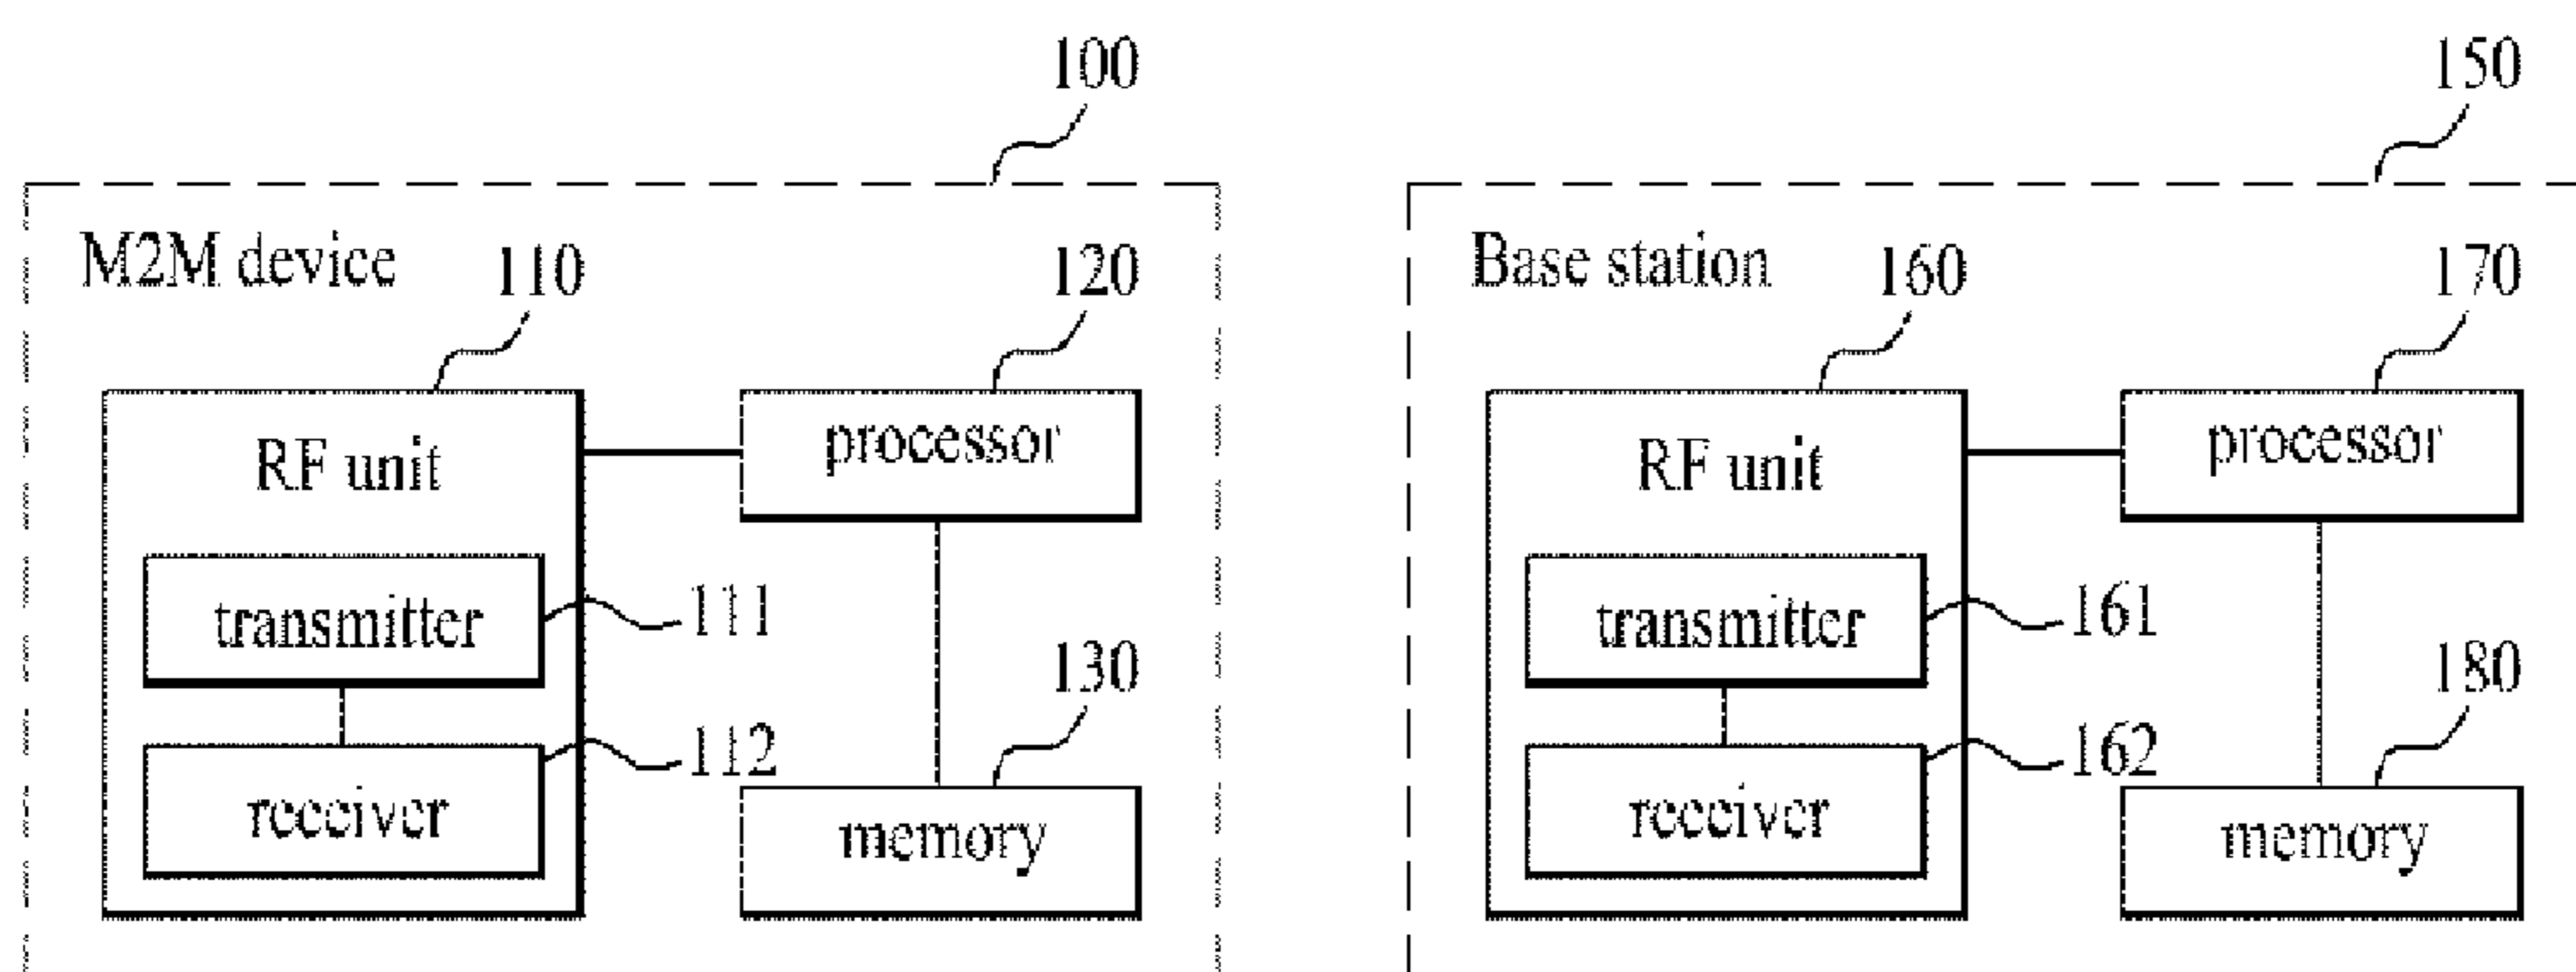 100
150
M2M device
110
120
Base station
160
170
RF unit
processor
RF unit
processor
transmitter
111
transmitter
161
130
180
receiver
112
receiver
162
memory
memory